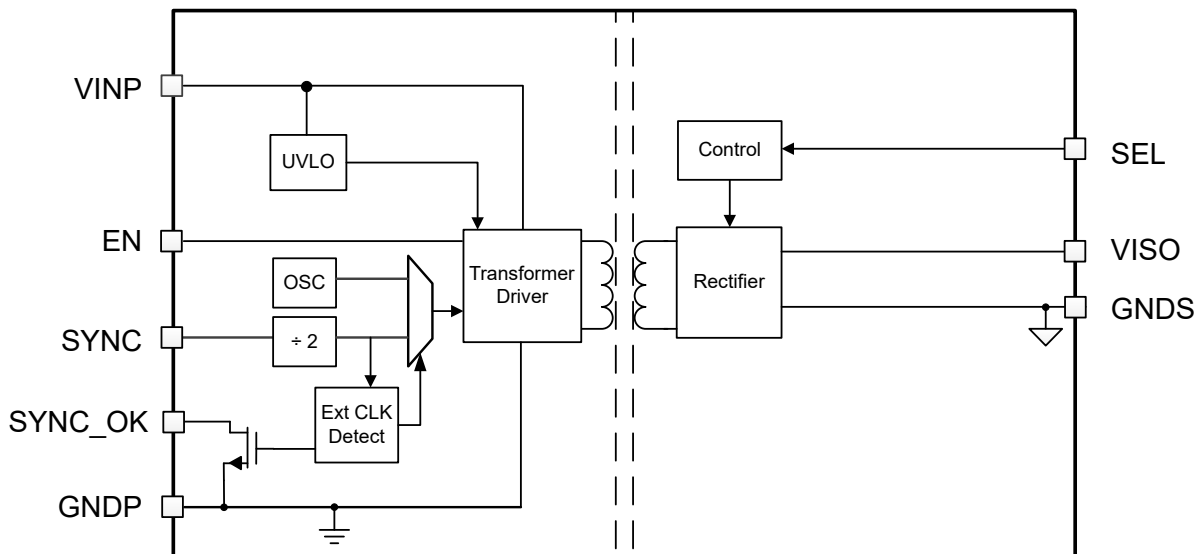 VINP
UVLO
Control
SEL
EN
Transformer
Driver
Rectifier
VISO
OSC
GNDS
SYNC
÷ 2
SYNC_OK
Ext CLK
Detect
GNDP